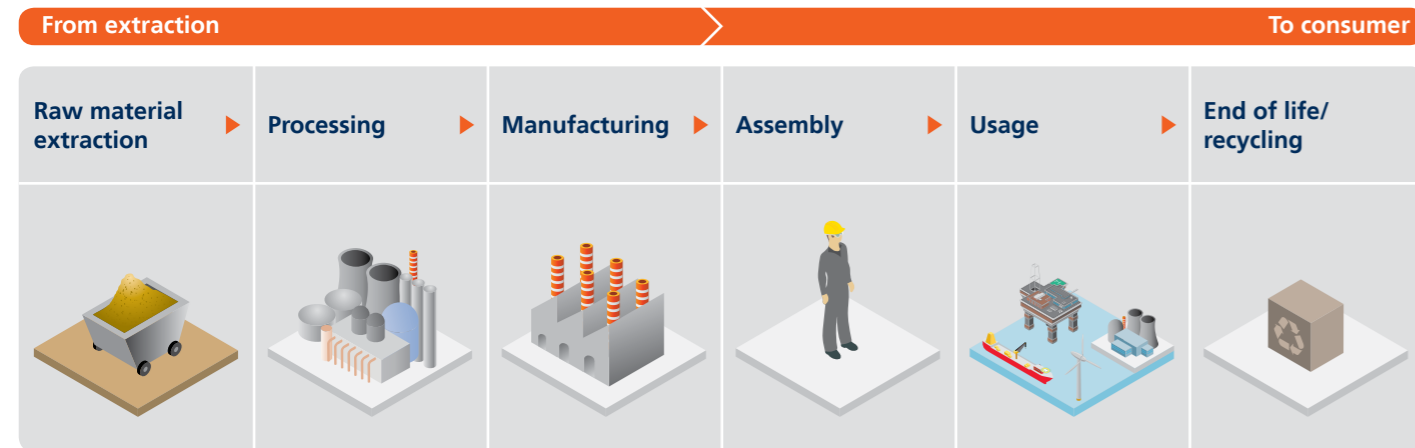 From extraction
To consumer
Raw material
extraction
Processing
Manufacturing
Assembly
Usage
End of life/
recycling